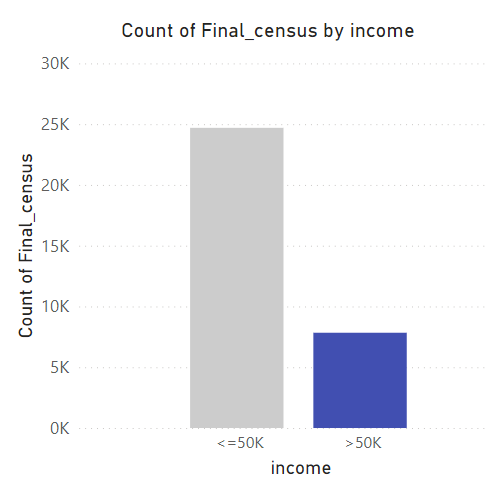 Count of Final_census by income
30K
25K
20K
15K
10K
5K
0K
Count of Final_census
<=50K
>50K
income